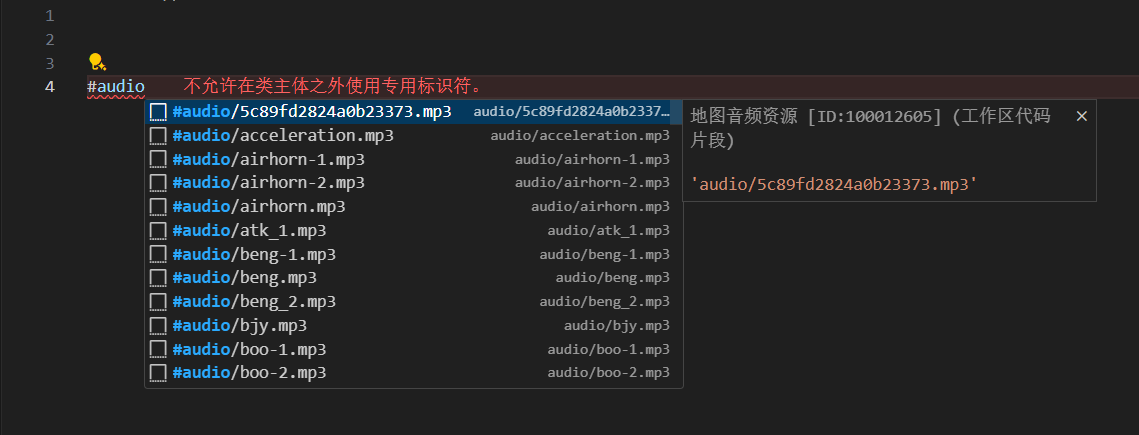 1
2
3
4 #audio 不允许在类主体之外使用专用标识符。
#audio/5c89fd2824a0b23373.mp3 audio/5c89fd2824a0b2337…
#audio/acceleration.mp3 audio/acceleration.mp3
#audio/airhorn-1.mp3 audio/airhorn-1.mp3
#audio/airhorn-2.mp3 audio/airhorn-2.mp3
#audio/airhorn.mp3 audio/airhorn.mp3
#audio/atk_1.mp3 audio/atk_1.mp3
#audio/beng-1.mp3 audio/beng-1.mp3
#audio/beng.mp3 audio/beng.mp3
#audio/beng_2.mp3 audio/beng_2.mp3
#audio/bjy.mp3 audio/bjy.mp3
#audio/boo-1.mp3 audio/boo-1.mp3
#audio/boo-2.mp3 audio/boo-2.mp3
地图音频资源 [ID:100012605] (工作区代码
片段)
'audio/5c89fd2824a0b23373.mp3'